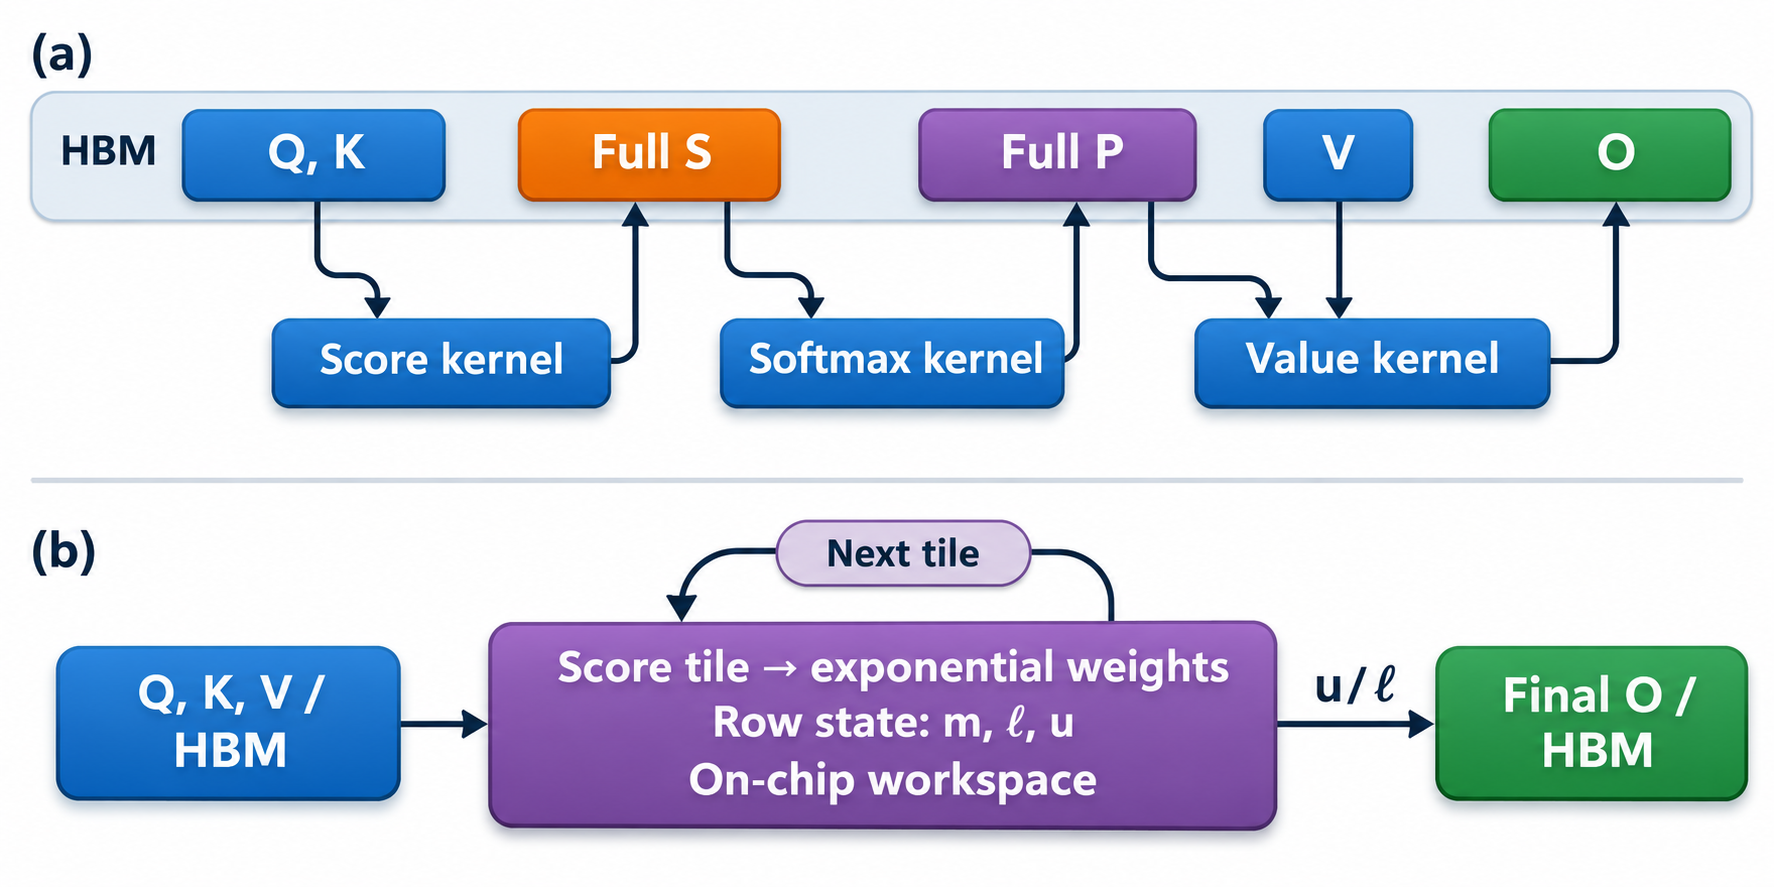 (a)
HBM
Q, K
Full S
Full P
V
O
Score kernel
Softmax kernel
Value kernel
(b)
Next tile
Q, K, V /
HBM
Score tile → exponential weights
Row state: m, ℓ, u
On-chip workspace
u/ℓ
Final O /
HBM